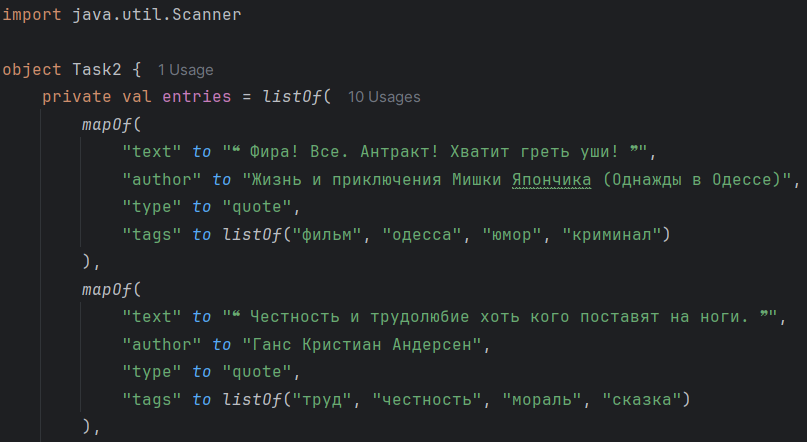 import java.util.Scanner
object Task2 { 1 Usage
private val entries = listOf( 10 Usages
mapOf(
"text" to "❝ Фира! Все. Антракт! Хватит греть уши! ❞",
"author" to "Жизнь и приключения Мишки Япончика (Однажды в Одессе)",
"type" to "quote",
"tags" to listOf("фильм", "одесса", "юмор", "криминал")
),
mapOf(
"text" to "❝ Честность и трудолюбие хоть кого поставят на ноги. ❞",
"author" to "Ганс Кристиан Андерсен",
"type" to "quote",
"tags" to listOf("труд", "честность", "мораль", "сказка")
),